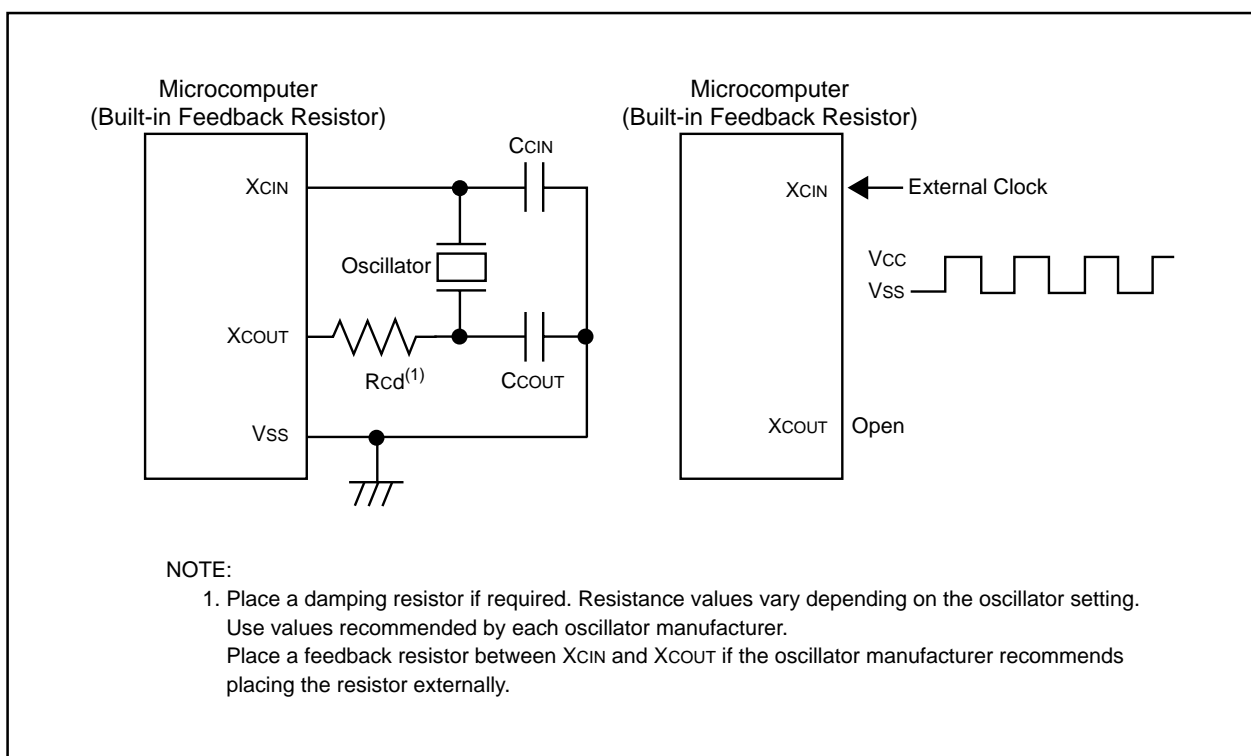 Microcomputer
(Built-in Feedback Resistor)
CCIN
XCIN
Oscillator
XCOUT
RCd(1)
CCOUT
VSS
Microcomputer
(Built-in Feedback Resistor)
XCIN
External Clock
VCC
VSS
XCOUT
Open
NOTE:
1. Place a damping resistor if required. Resistance values vary depending on the oscillator setting.
Use values recommended by each oscillator manufacturer.
Place a feedback resistor between XCIN and XCOUT if the oscillator manufacturer recommends
placing the resistor externally.